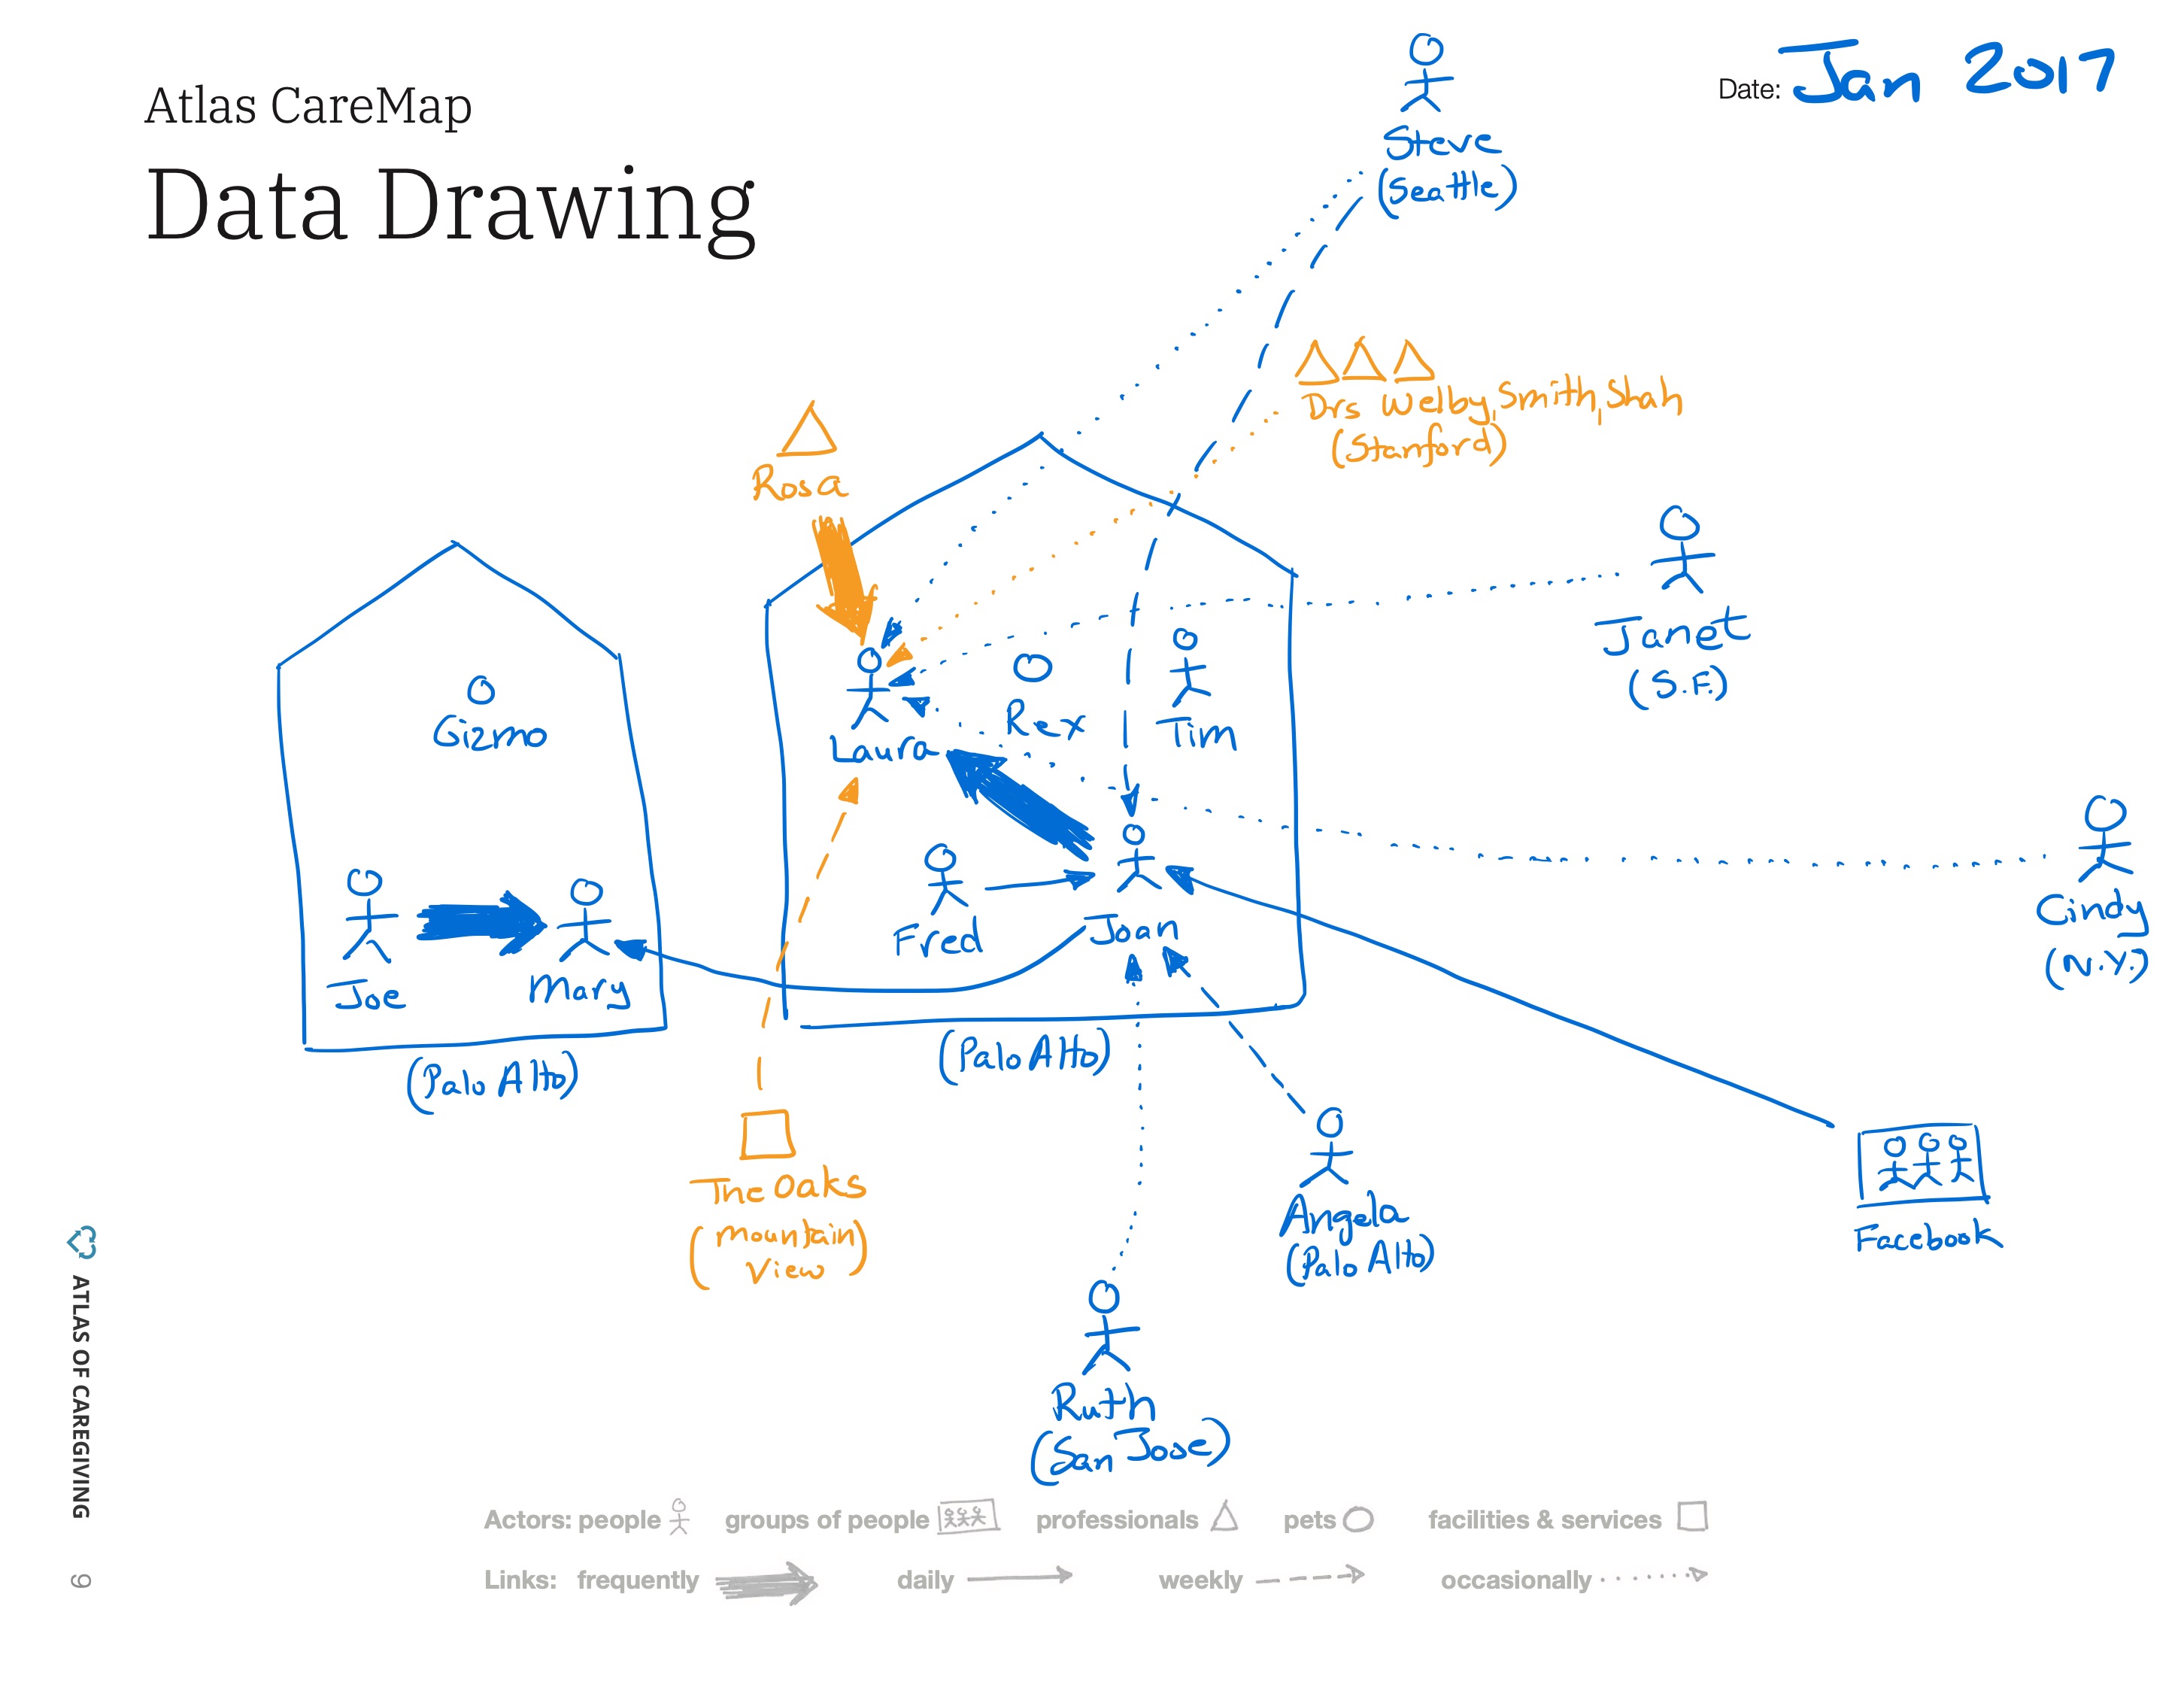 Atlas CareMap
Data Drawing
Date: Jan 2017
Steve
(Seattle)
Drs Welby, Smith, Shah
(Stanford)
Rosa
Janet
(S.F.)
Gizmo
Laura
Rex
Tim
Joe
Mary
Fred
Joan
Cindy
(N.Y.)
(Palo Alto)
(Palo Alto)
The Oaks
(Mountain
View)
Angela
(Palo Alto)
Facebook
Ruth
(San Jose)
Actors: people groups of people professionals pets facilities & services
Links: frequently daily weekly occasionally
ATLAS OF CAREGIVING
9